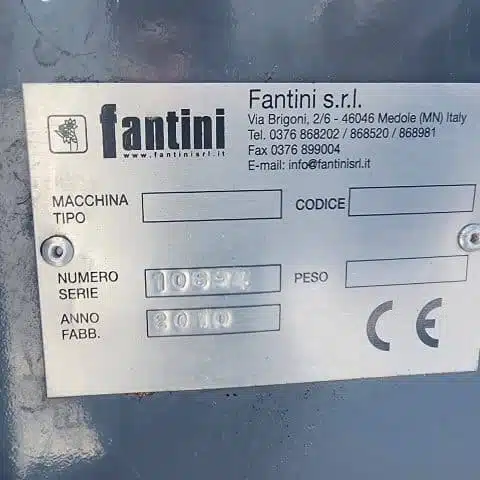 fantini
www.fantinisrl.it
Fantini s.r.l.
Via Brigoni, 2/6 - 46046 Medole (MN) Italy
Tel. 0376 868202 / 868520 / 868981
Fax 0376 899004
E-mail: info@fantinisrl.it
MACCHINA
TIPO
CODICE
NUMERO
SERIE
10894
PESO
ANNO
FABB.
2010
CE